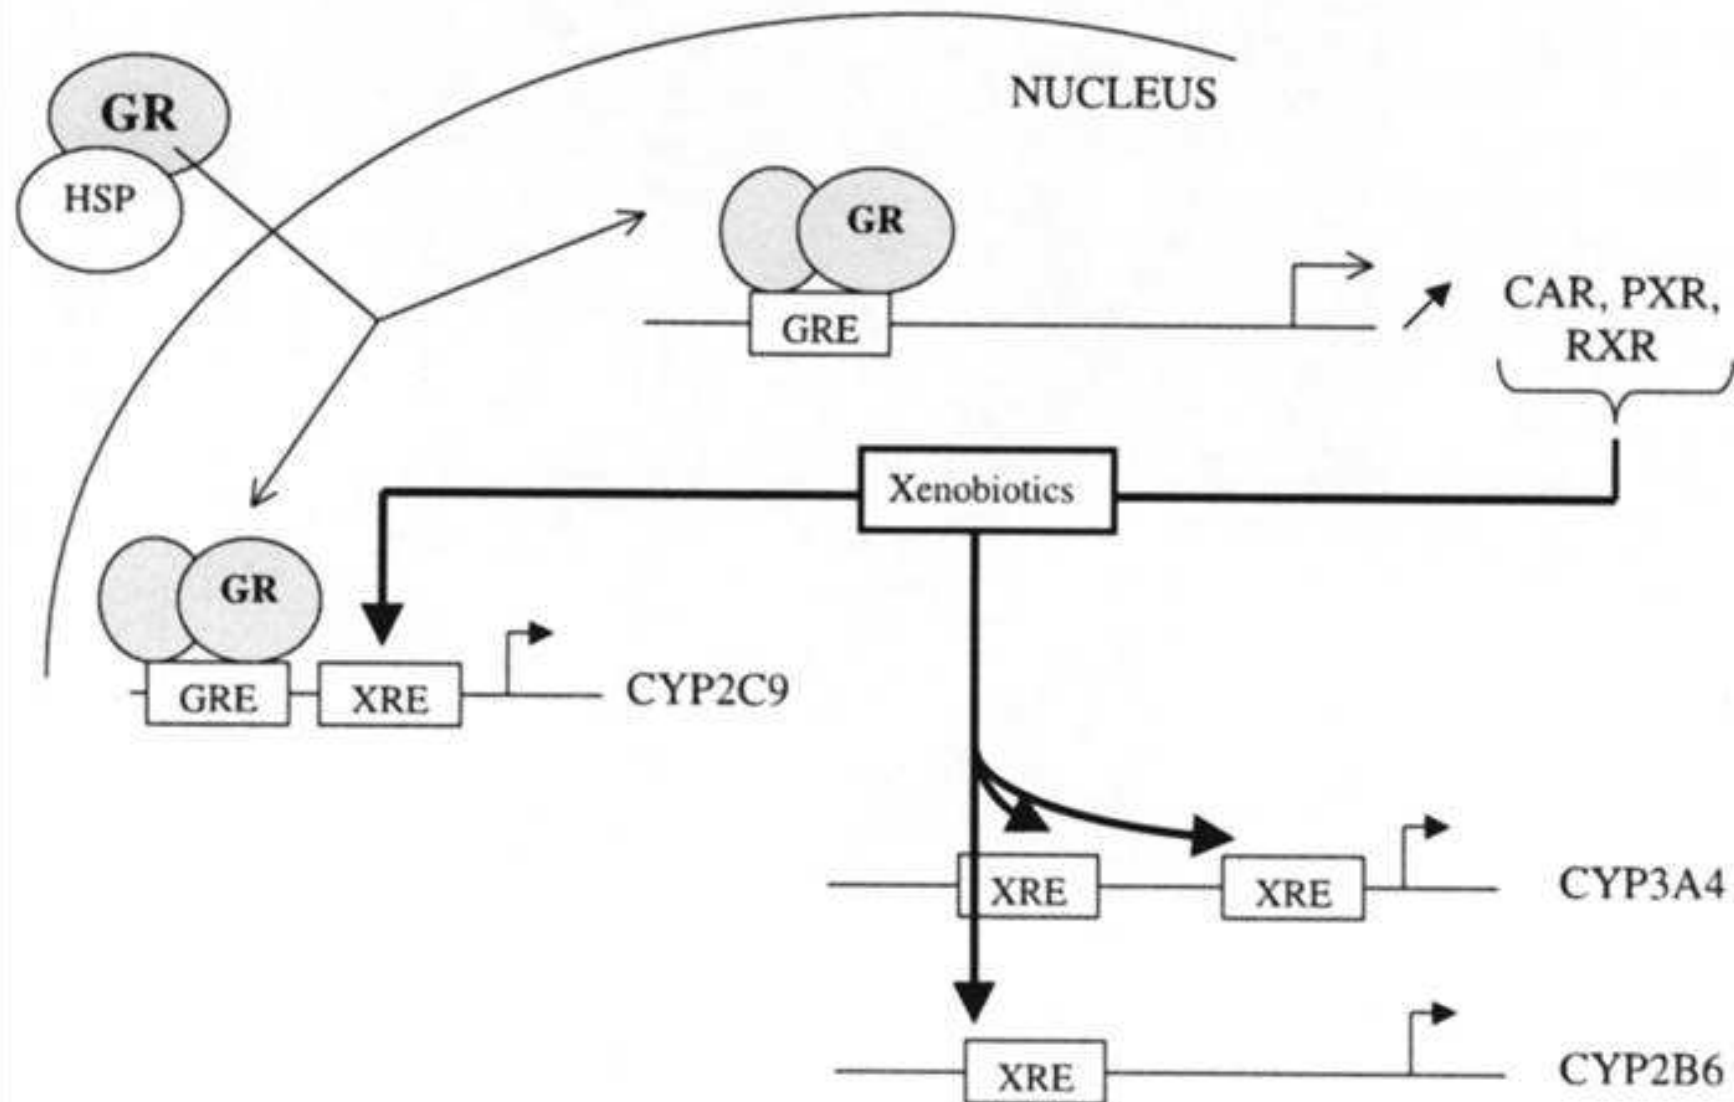 NUCLEUS
GR
HSP
GR
GRE
CAR, PXR,
RXR
Xenobiotics
GR
GRE
XRE
CYP2C9
XRE
XRE
CYP3A4
XRE
CYP2B6